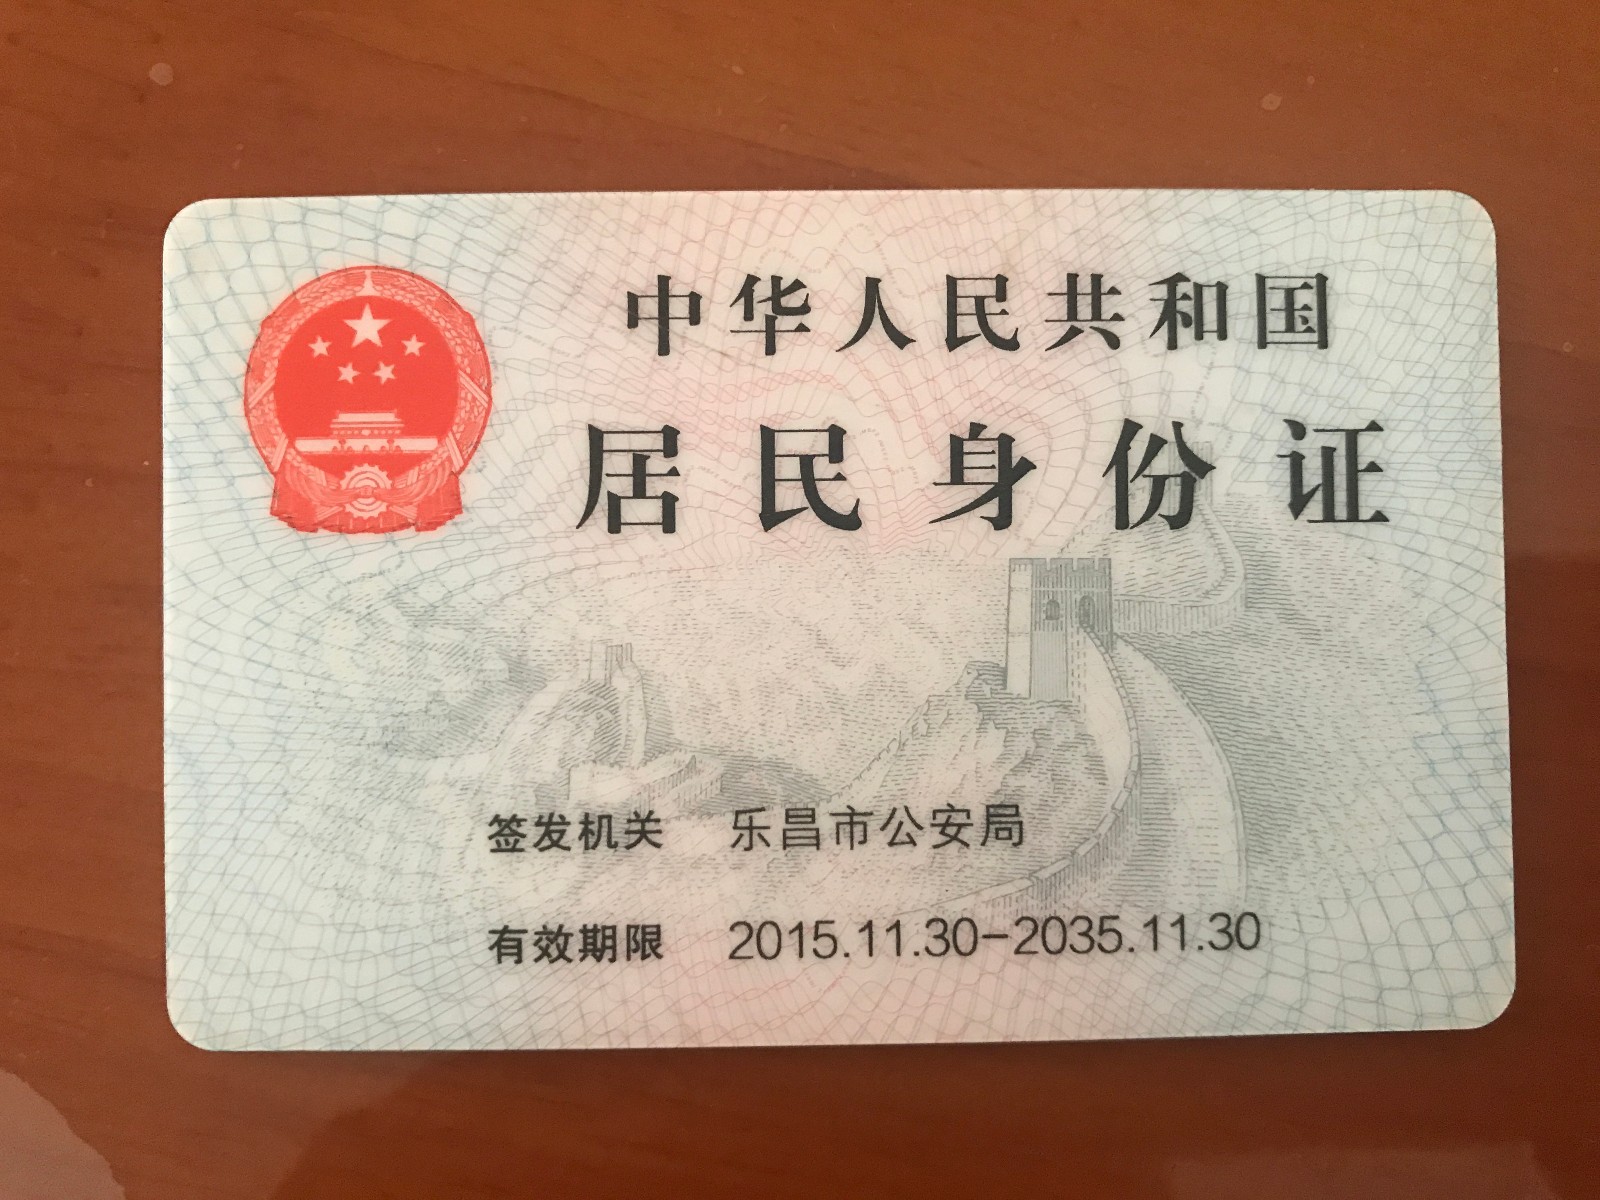 中华人民共和国
居民身份证
签发机关 乐昌市公安局
有效期限 2015.11.30-2035.11.30